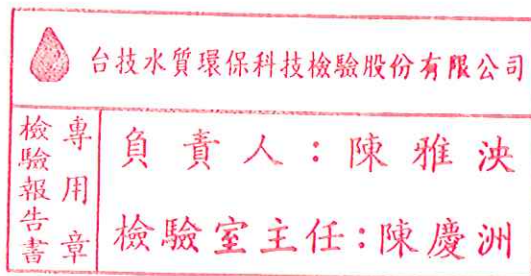 台技水質環保科技檢驗股份有限公司
檢驗報告書
專用章
負責人：陳雅泱
檢驗室主任：陳慶洲